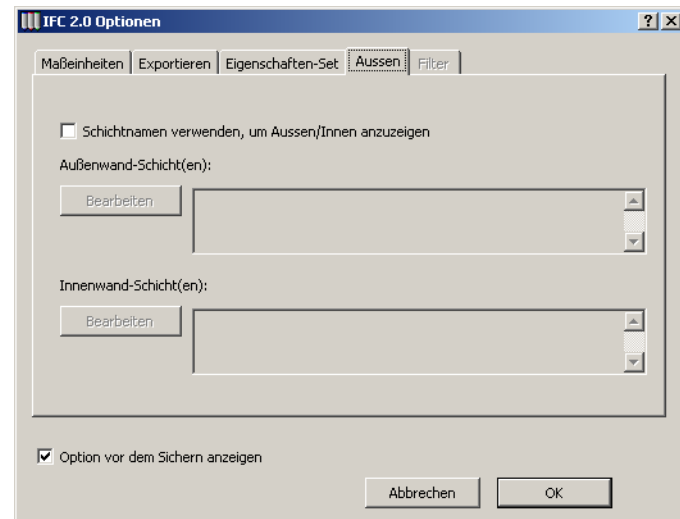 IFC 2.0 Optionen
Maßeinheiten Exportieren Eigenschaften-Set Aussen Filter
Schichtnamen verwenden, um Aussen/Innen anzuzeigen
Außenwand-Schicht(en):
Bearbeiten
Innenwand-Schicht(en):
Bearbeiten
Option vor dem Sichern anzeigen
Abbrechen OK